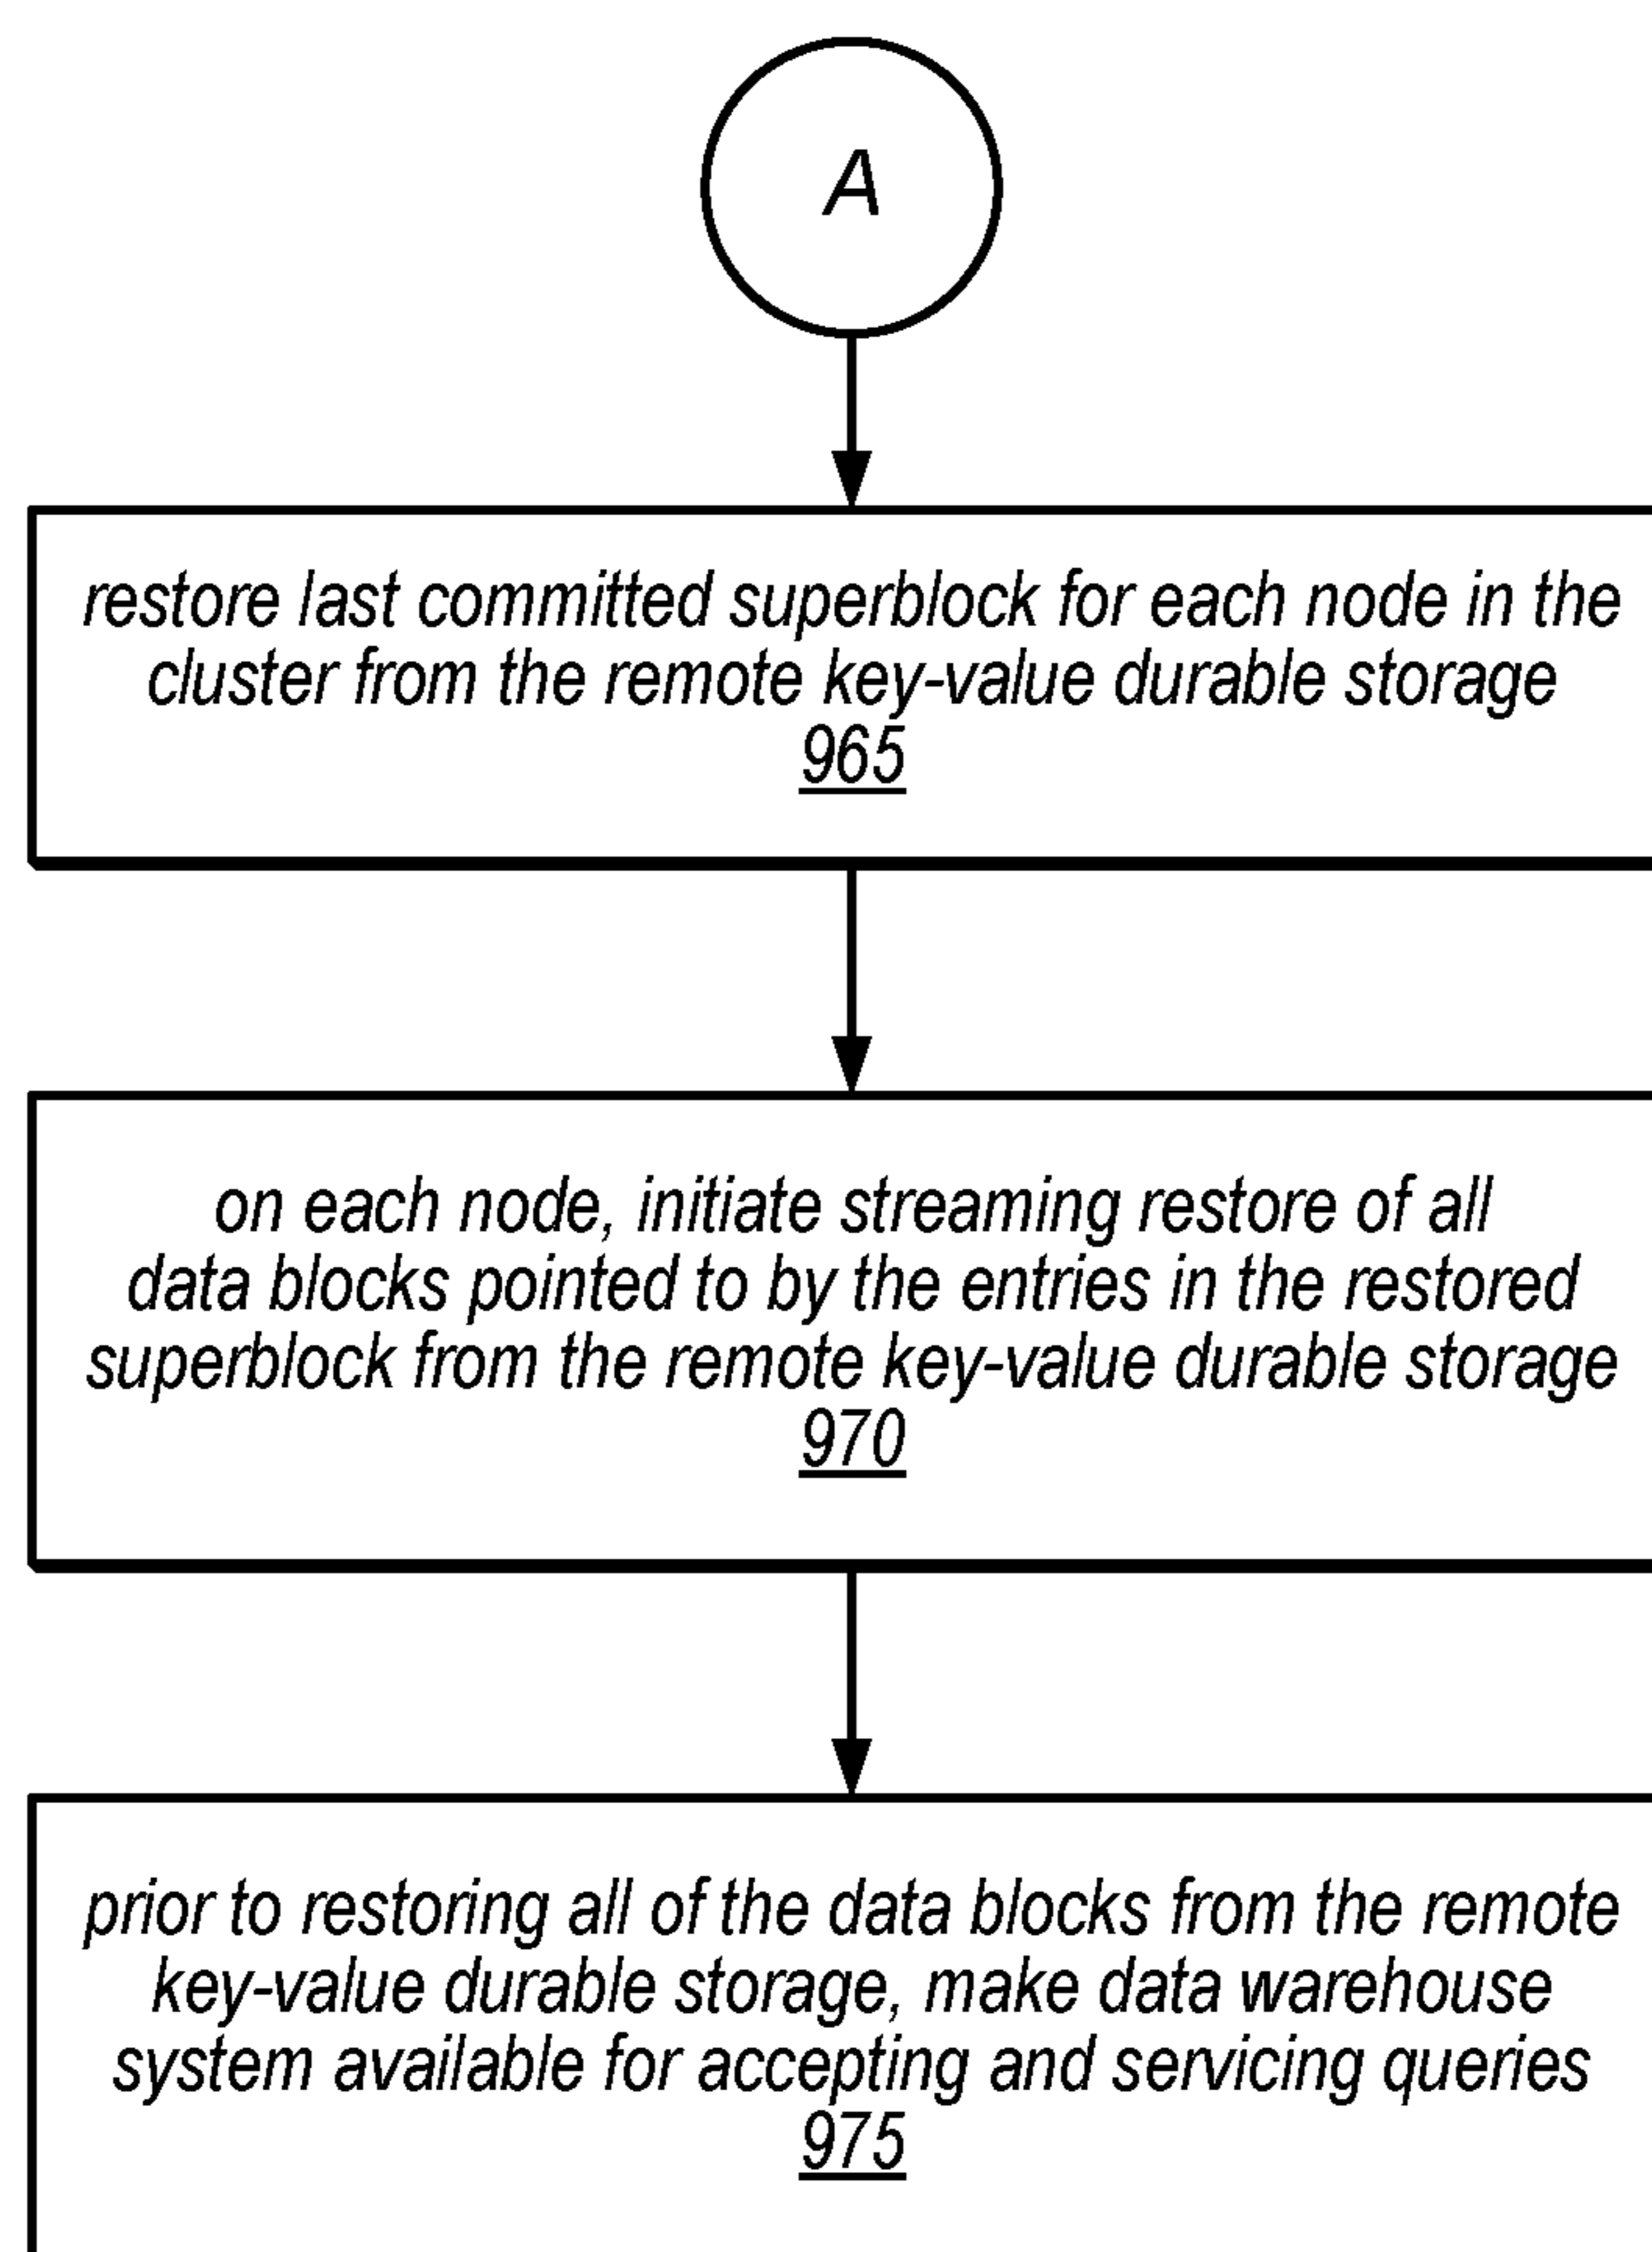 A
restore last committed superblock for each node in the
cluster from the remote key-value durable storage
965
on each node, initiate streaming restore of all
data blocks pointed to by the entries in the restored
superblock from the remote key-value durable storage
970
prior to restoring all of the data blocks from the remote
key-value durable storage, make data warehouse
system available for accepting and servicing queries
975